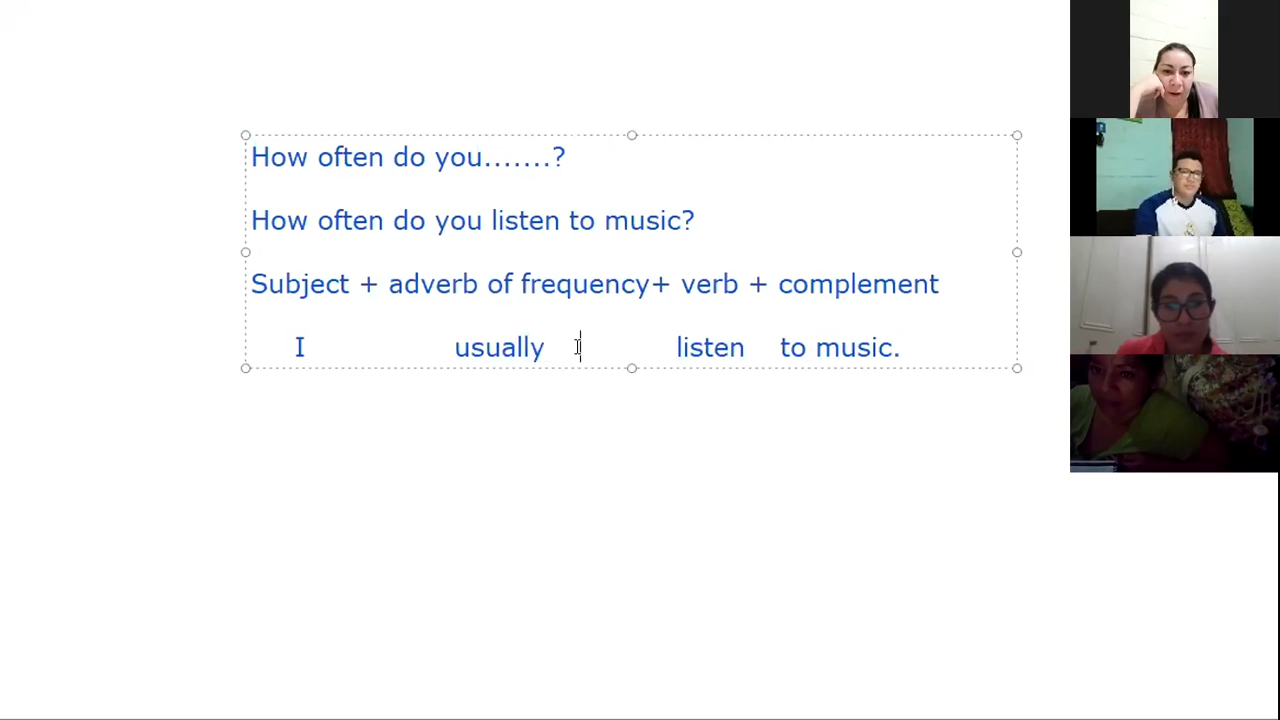 How often do you.......?
How often do you listen to music?
Subject + adverb of frequency+ verb + complement
I usually listen to music.